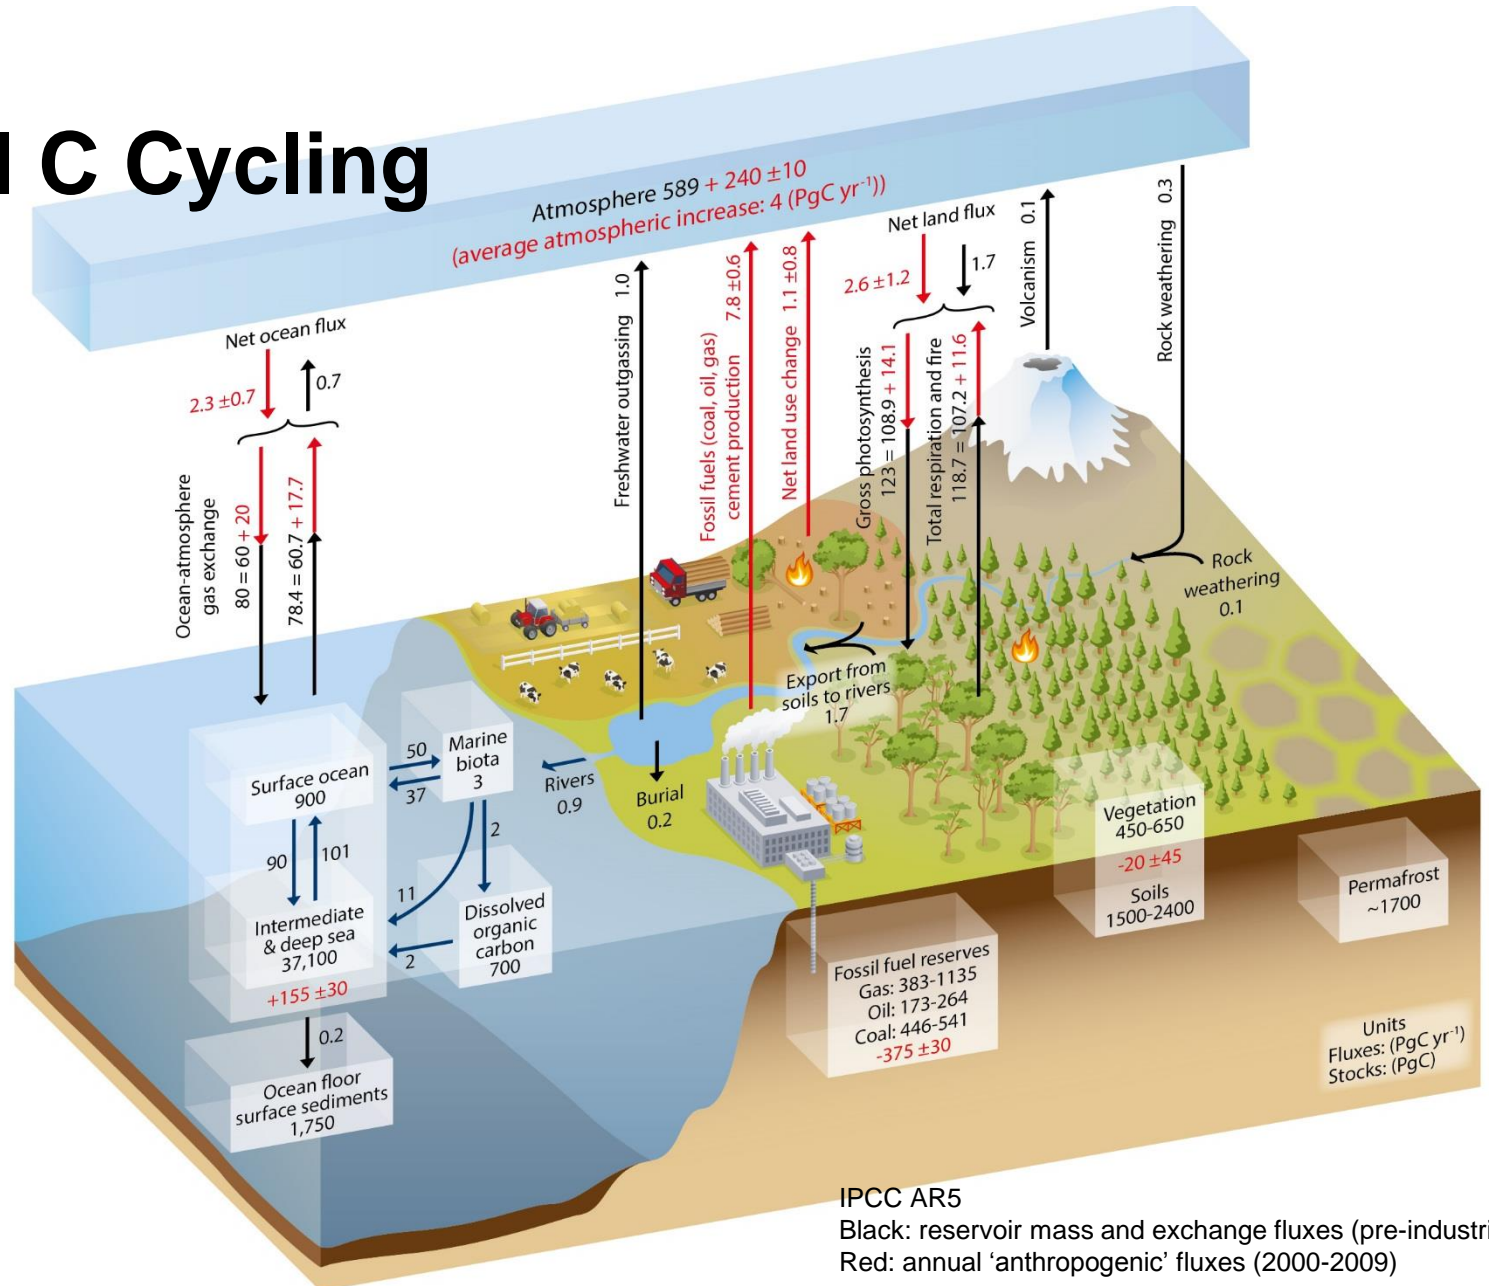 C Cycling
Atmosphere 589 + 240 ±10
(average atmospheric increase: 4 (PgC yr⁻¹))
Net ocean flux
2.3 ±0.7
0.7
Ocean-atmosphere
gas exchange
80 = 60 + 20
78.4 = 60.7 + 17.7
Freshwater outgassing 1.0
Fossil fuels (coal, oil, gas)
cement production 7.8 ±0.6
Net land use change 1.1 ±0.8
Net land flux
2.6 ±1.2
1.7
Gross photosynthesis
123 = 108.9 + 14.1
Total respiration and fire
118.7 = 107.2 + 11.6
Volcanism 0.1
Rock weathering 0.3
Rock
weathering
0.1
Export from
soils to rivers
1.7
Surface ocean
900
50
37
Marine
biota
3
Rivers
0.9
Burial
0.2
90
101
11
2
Intermediate
& deep sea
37,100
+155 ±30
Dissolved
organic
carbon
700
2
0.2
Ocean floor
surface sediments
1,750
Vegetation
450-650
-20 ±45
Soils
1500-2400
Permafrost
~1700
Fossil fuel reserves
Gas: 383-1135
Oil: 173-264
Coal: 446-541
-375 ±30
Units
Fluxes: (PgC yr⁻¹)
Stocks: (PgC)
IPCC AR5
Black: reservoir mass and exchange fluxes (pre-industri
Red: annual ‘anthropogenic’ fluxes (2000-2009)